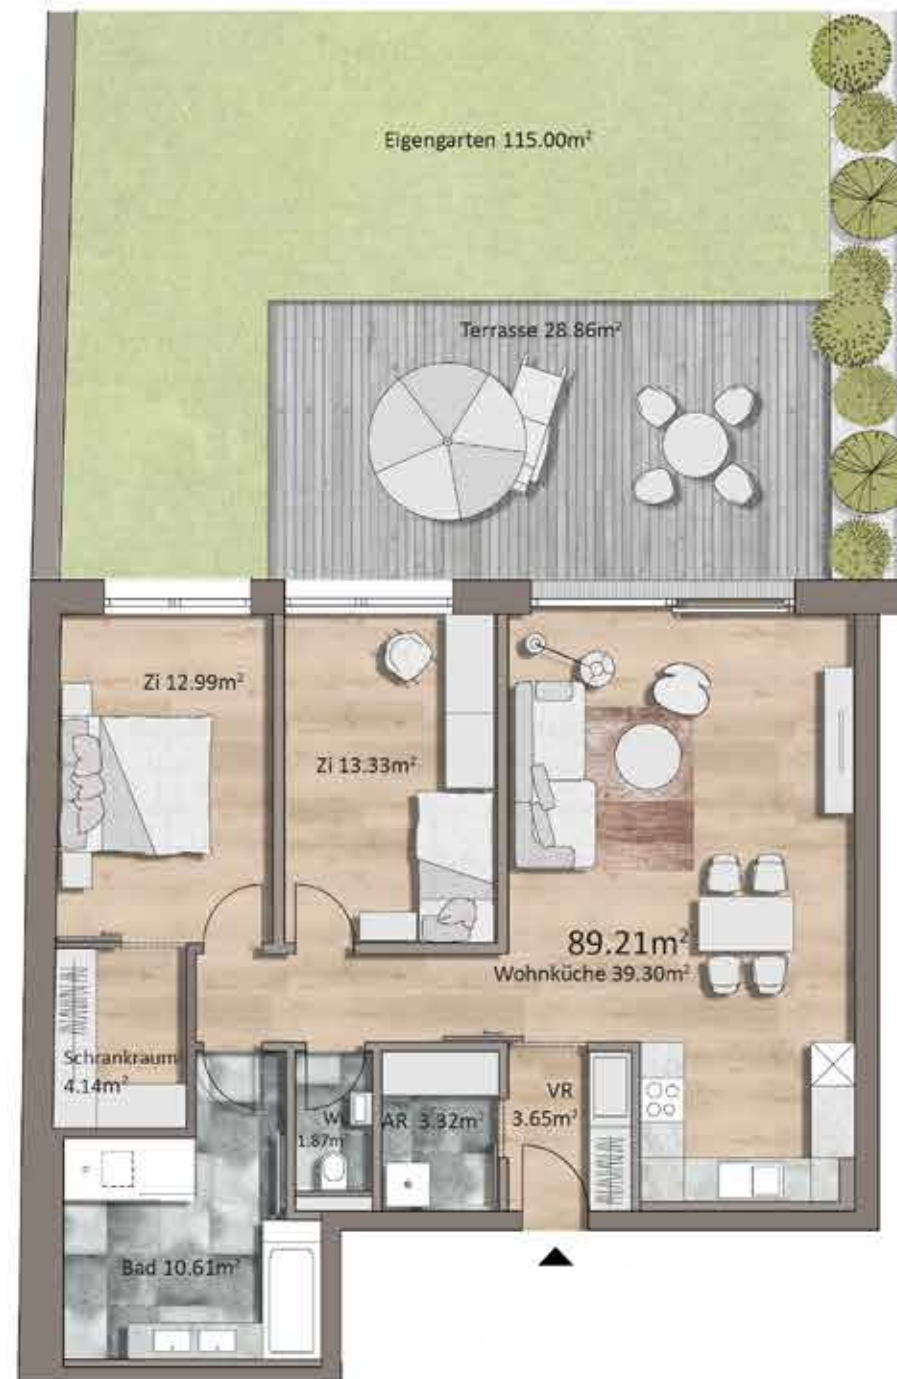 Eigengarten 115.00m²
Terrasse 28.86m²
Zi 12.99m²
Zi 13.33m²
89.21m²
Wohnküche 39.30m²
Schrankraum
4.14m²
1.87m²
AR 3.32m²
VR
3.65m²
Bad 10.61m²